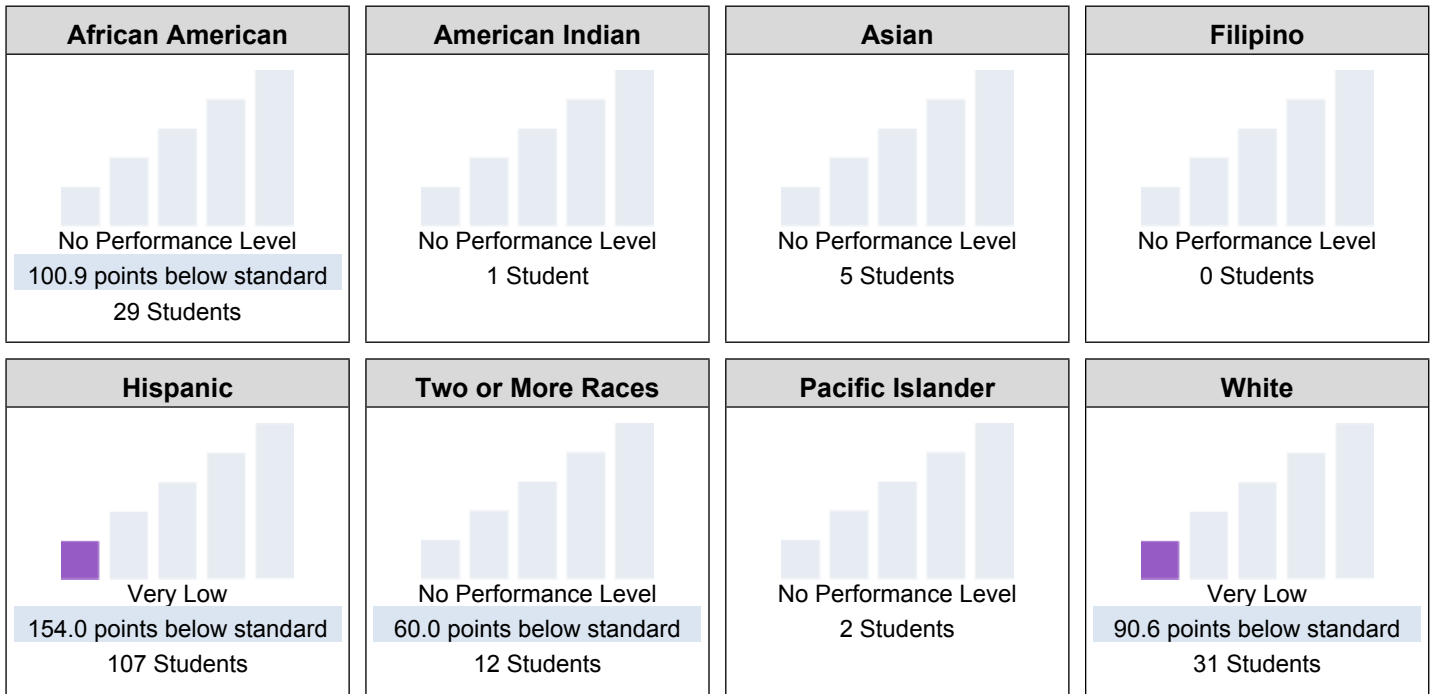 African American
No Performance Level
100.9 points below standard
29 Students
American Indian
No Performance Level
1 Student
Asian
No Performance Level
5 Students
Filipino
No Performance Level
0 Students
Hispanic
Very Low
154.0 points below standard
107 Students
Two or More Races
No Performance Level
60.0 points below standard
12 Students
Pacific Islander
No Performance Level
2 Students
White
Very Low
90.6 points below standard
31 Students